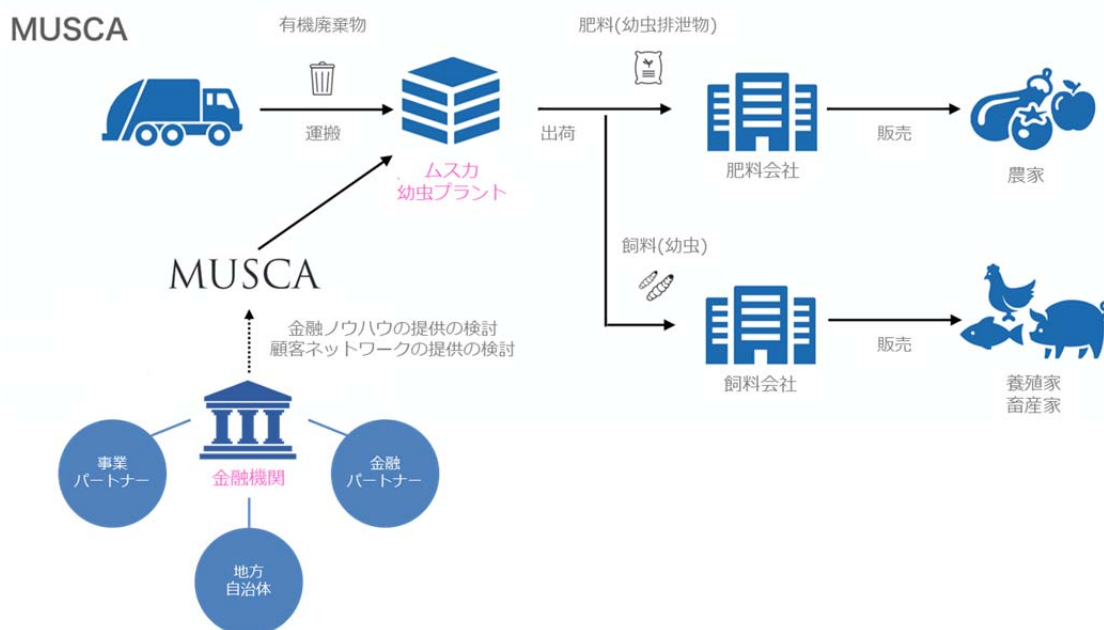 MUSCA
有機廃棄物
運搬
ムスカ
幼虫プラント
出荷
肥料(幼虫排泄物)
肥料会社
販売
農家
飼料(幼虫)
飼料会社
販売
養殖家
畜産家
MUSCA
金融ノウハウの提供の検討
顧客ネットワークの提供の検討
金融機関
事業
パートナー
金融
パートナー
地方
自治体